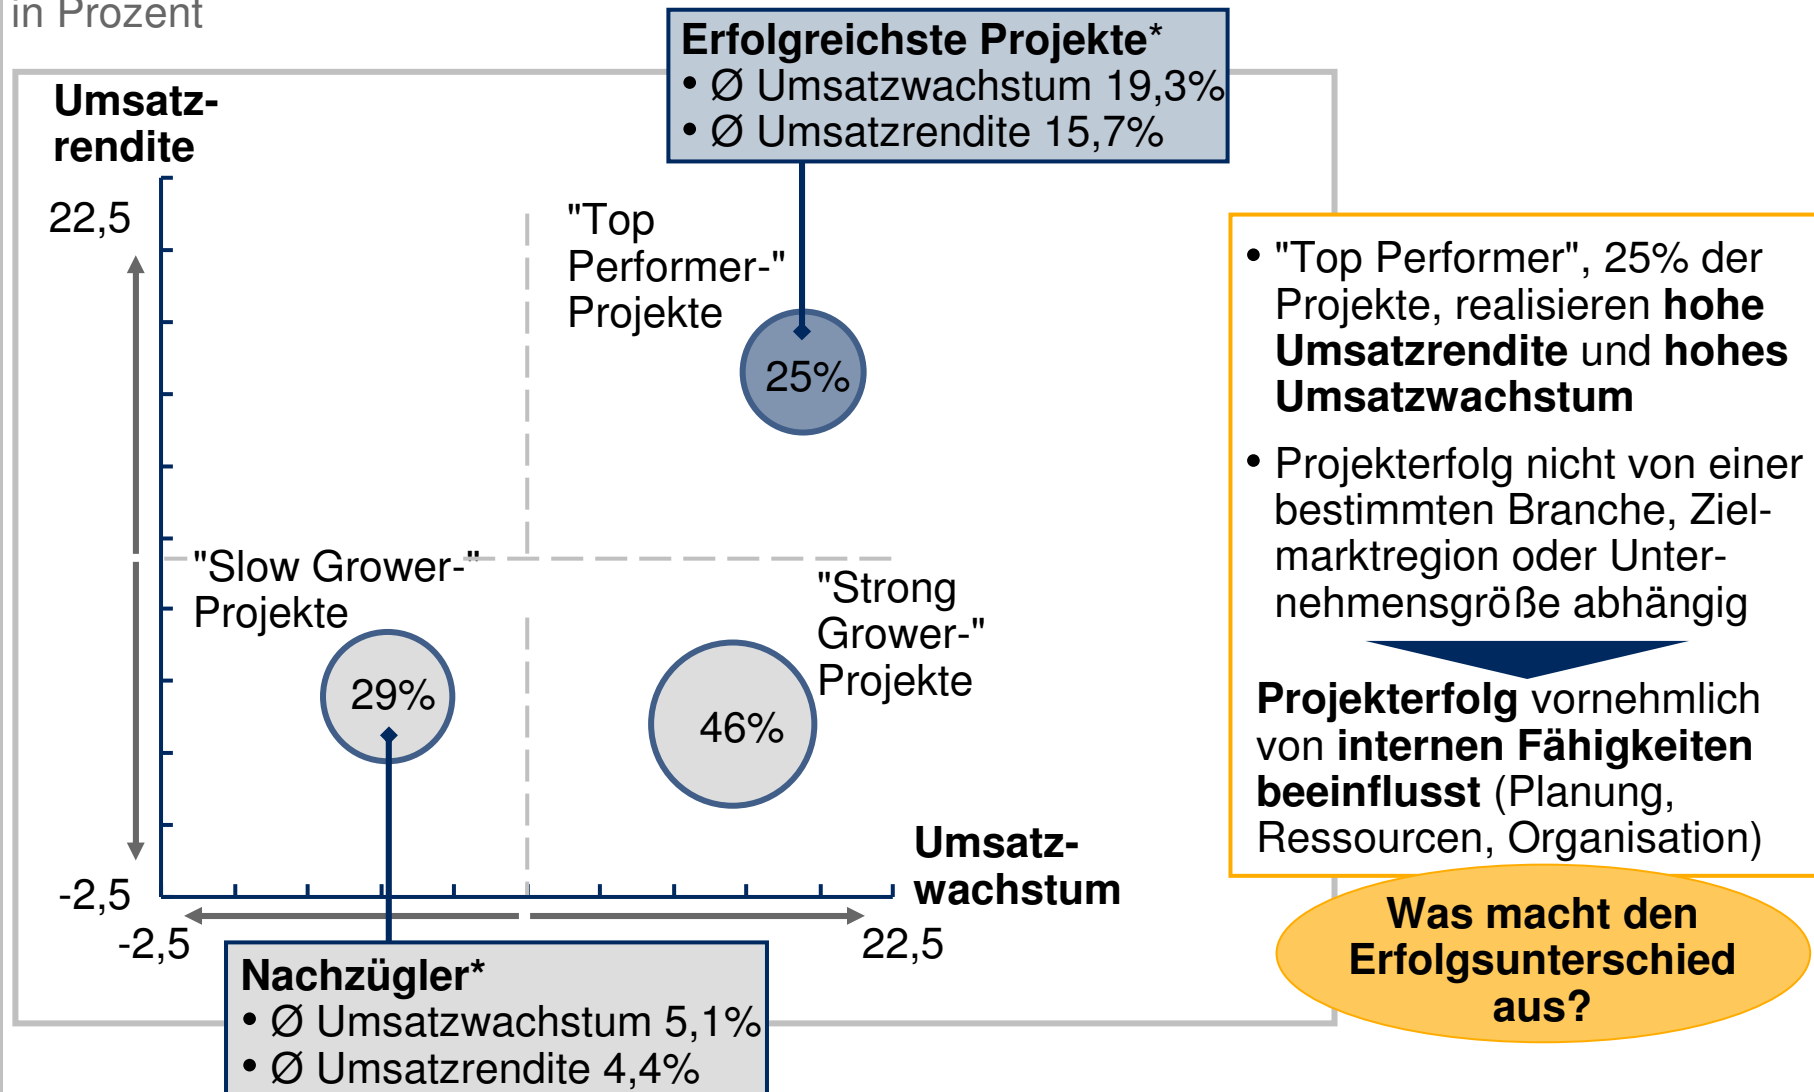 in Prozent
Erfolgreichste Projekte*
• Ø Umsatzwachstum 19,3%
• Ø Umsatzrendite 15,7%
Umsatz-
rendite
22,5
"Top
Performer-"
Projekte
25%
"Slow Grower-"
Projekte
29%
"Strong
Grower-"
Projekte
46%
-2,5
Umsatz-
wachstum
-2,5
22,5
Nachzügler*
• Ø Umsatzwachstum 5,1%
• Ø Umsatzrendite 4,4%
• "Top Performer", 25% der
Projekte, realisieren hohe
Umsatzrendite und hohes
Umsatzwachstum
• Projekterfolg nicht von einer
bestimmten Branche, Ziel-
marktregion oder Unter-
nehmensgröße abhängig
Projekterfolg vornehmlich
von internen Fähigkeiten
beeinflusst (Planung,
Ressourcen, Organisation)
Was macht den
Erfolgsunterschied
aus?